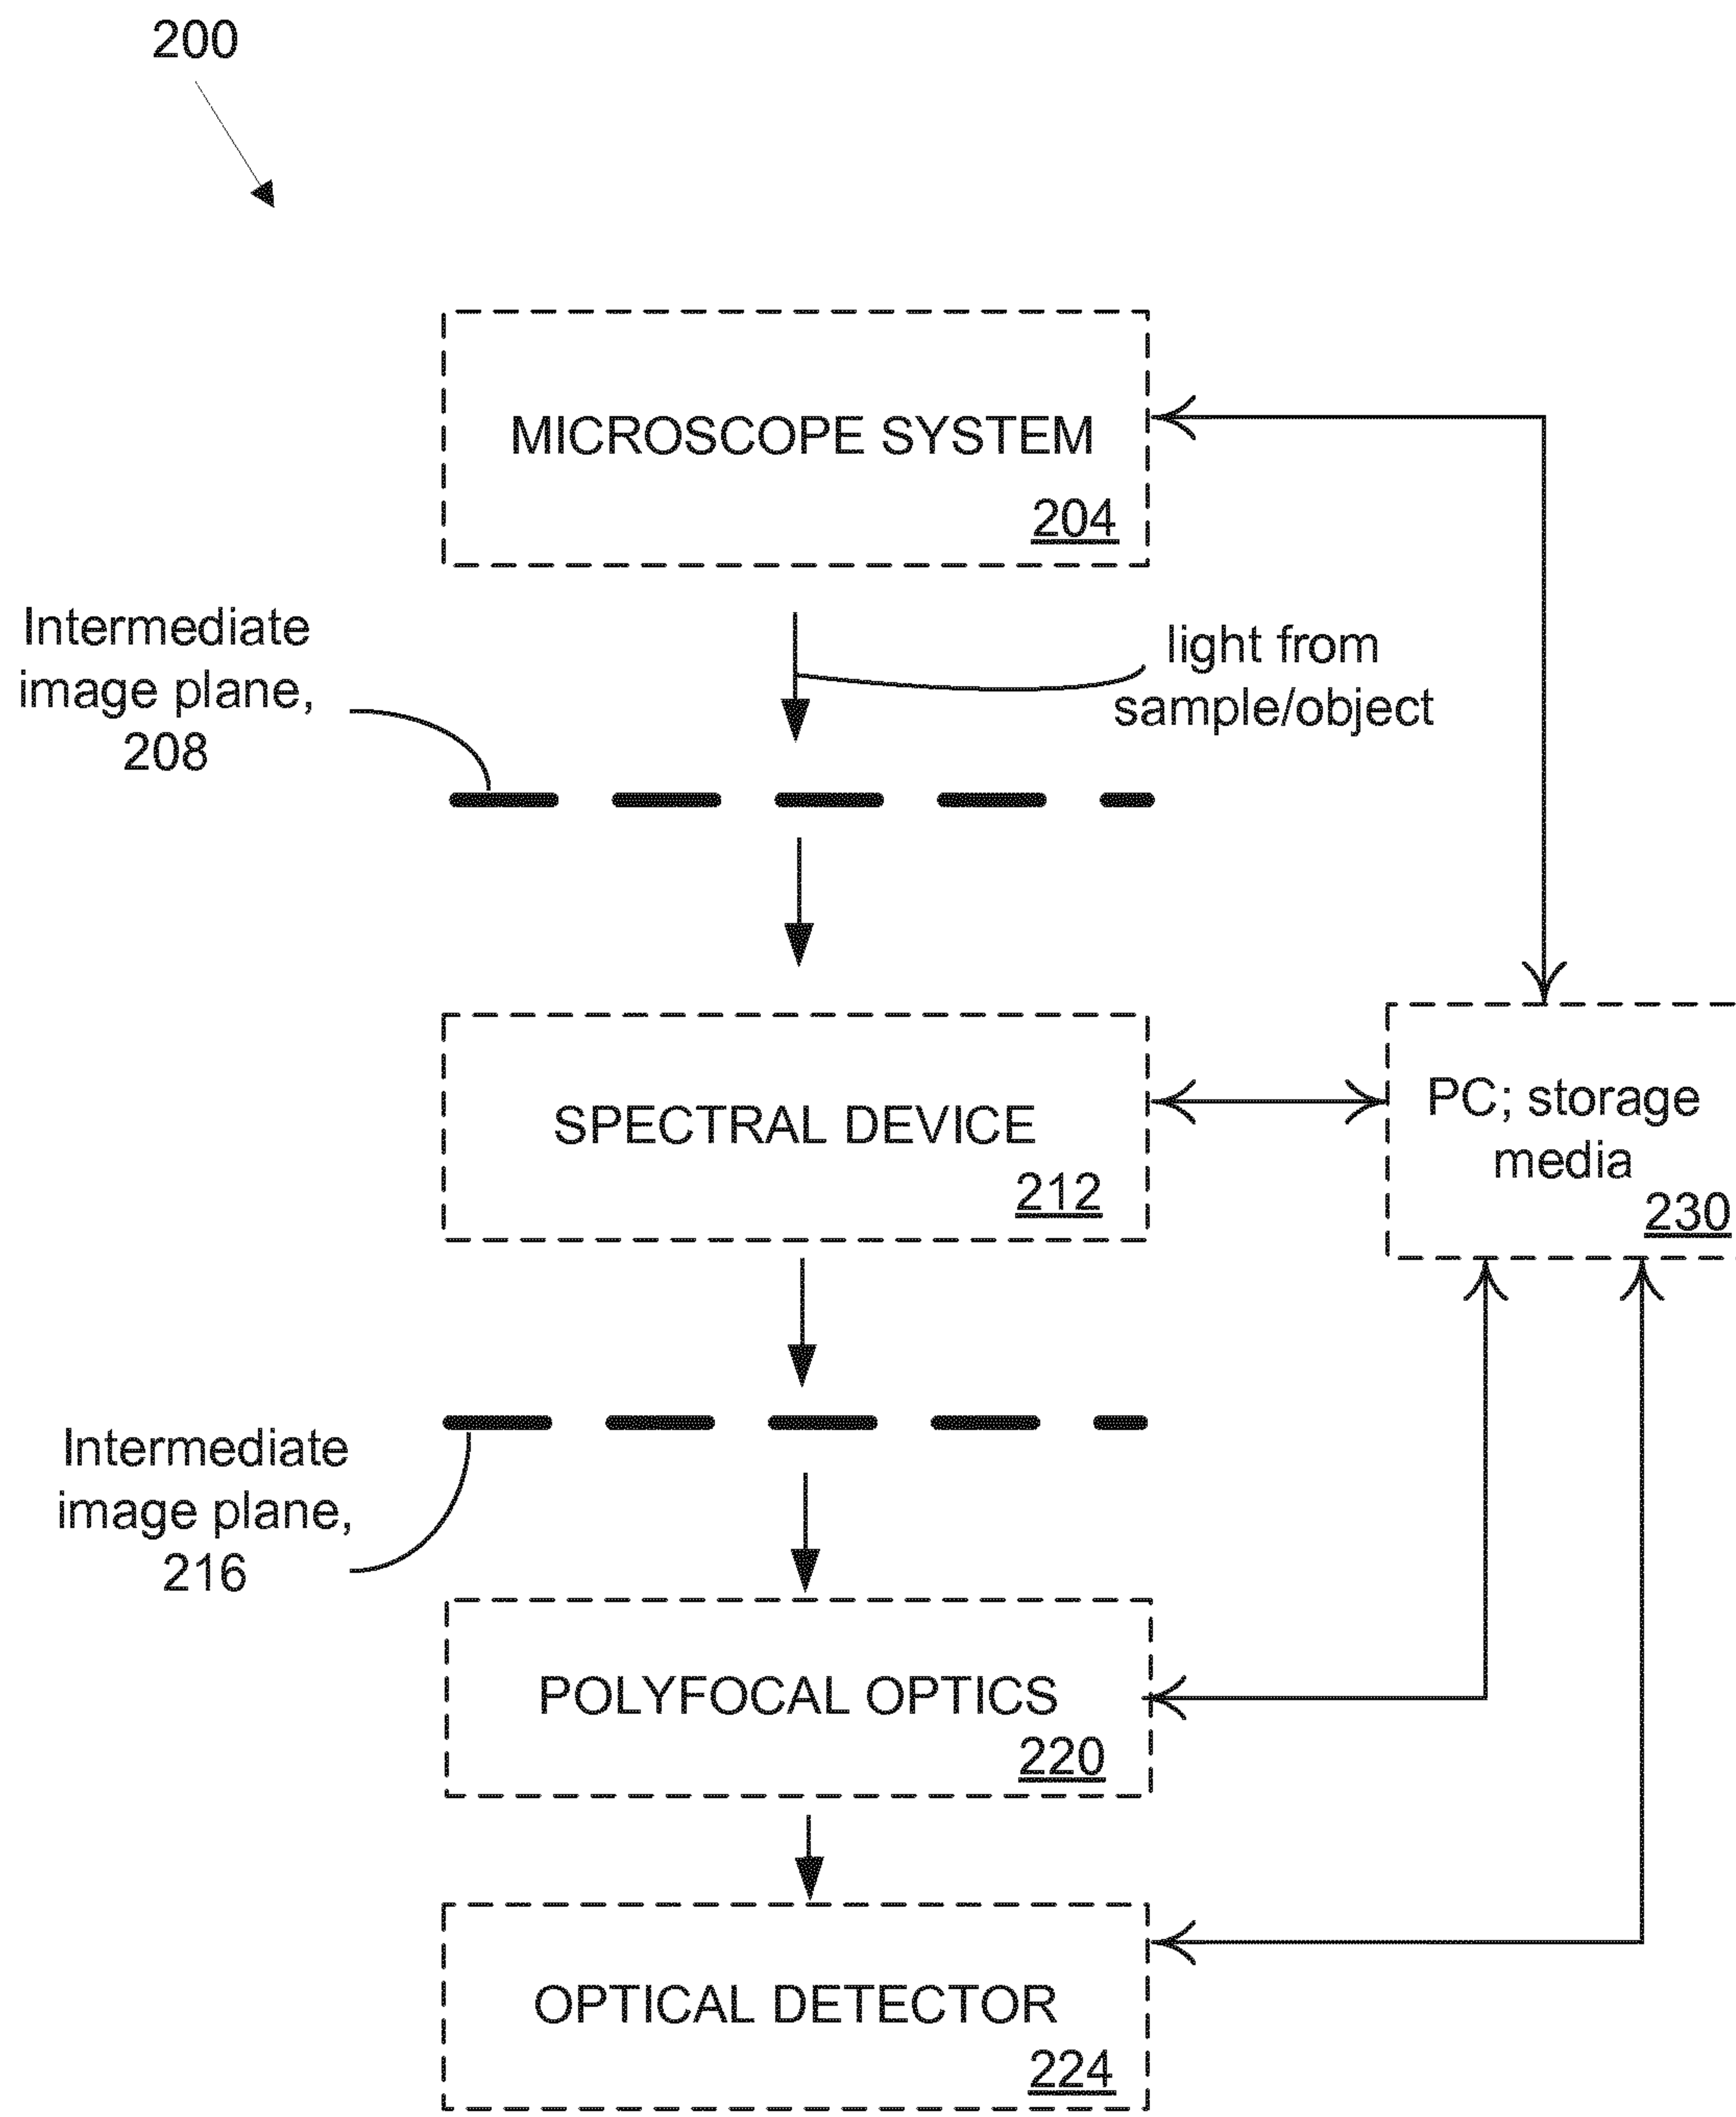 200
MICROSCOPE SYSTEM
204
Intermediate
image plane,
208
light from
sample/object
SPECTRAL DEVICE
212
PC; storage
media
230
Intermediate
image plane,
216
POLYFOCAL OPTICS
220
OPTICAL DETECTOR
224